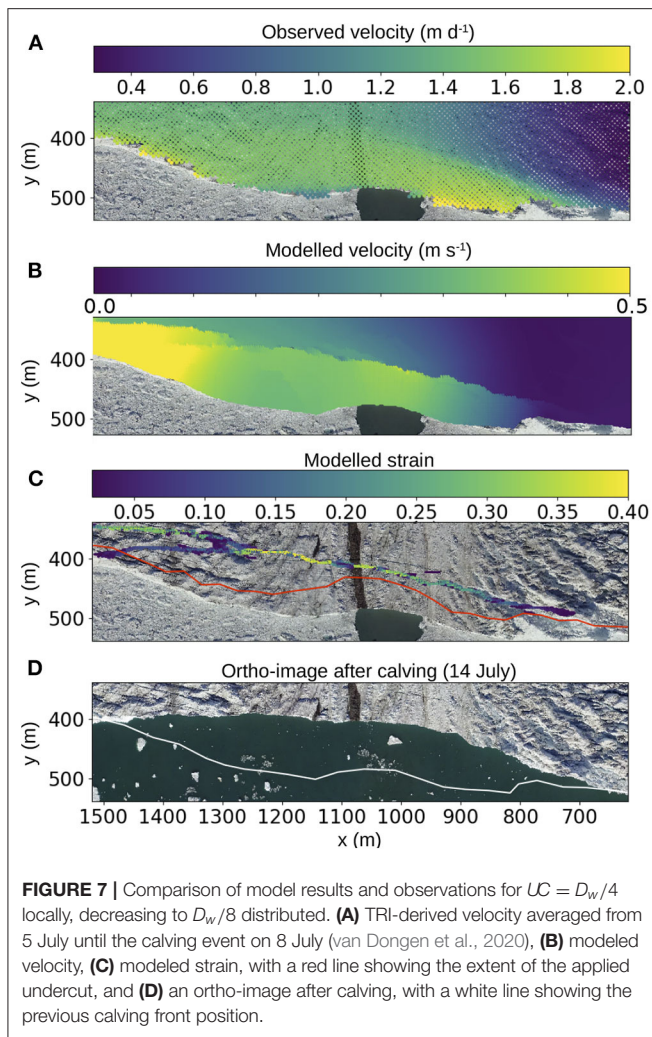 A
Observed velocity (m d⁻¹)
0.4 0.6 0.8 1.0 1.2 1.4 1.6 1.8 2.0
y (m)
400
500
B
Modelled velocity (m s⁻¹)
0.0 0.5
y (m)
400
500
C
Modelled strain
0.05 0.10 0.15 0.20 0.25 0.30 0.35 0.40
y (m)
400
500
D
Ortho-image after calving (14 July)
y (m)
400
500
1500 1400 1300 1200 1100 1000 900 800 700
x (m)
FIGURE 7 | Comparison of model results and observations for UC = D_w/4
locally, decreasing to D_w/8 distributed. (A) TRI-derived velocity averaged from
5 July until the calving event on 8 July (van Dongen et al., 2020), (B) modeled
velocity, (C) modeled strain, with a red line showing the extent of the applied
undercut, and (D) an ortho-image after calving, with a white line showing the
previous calving front position.